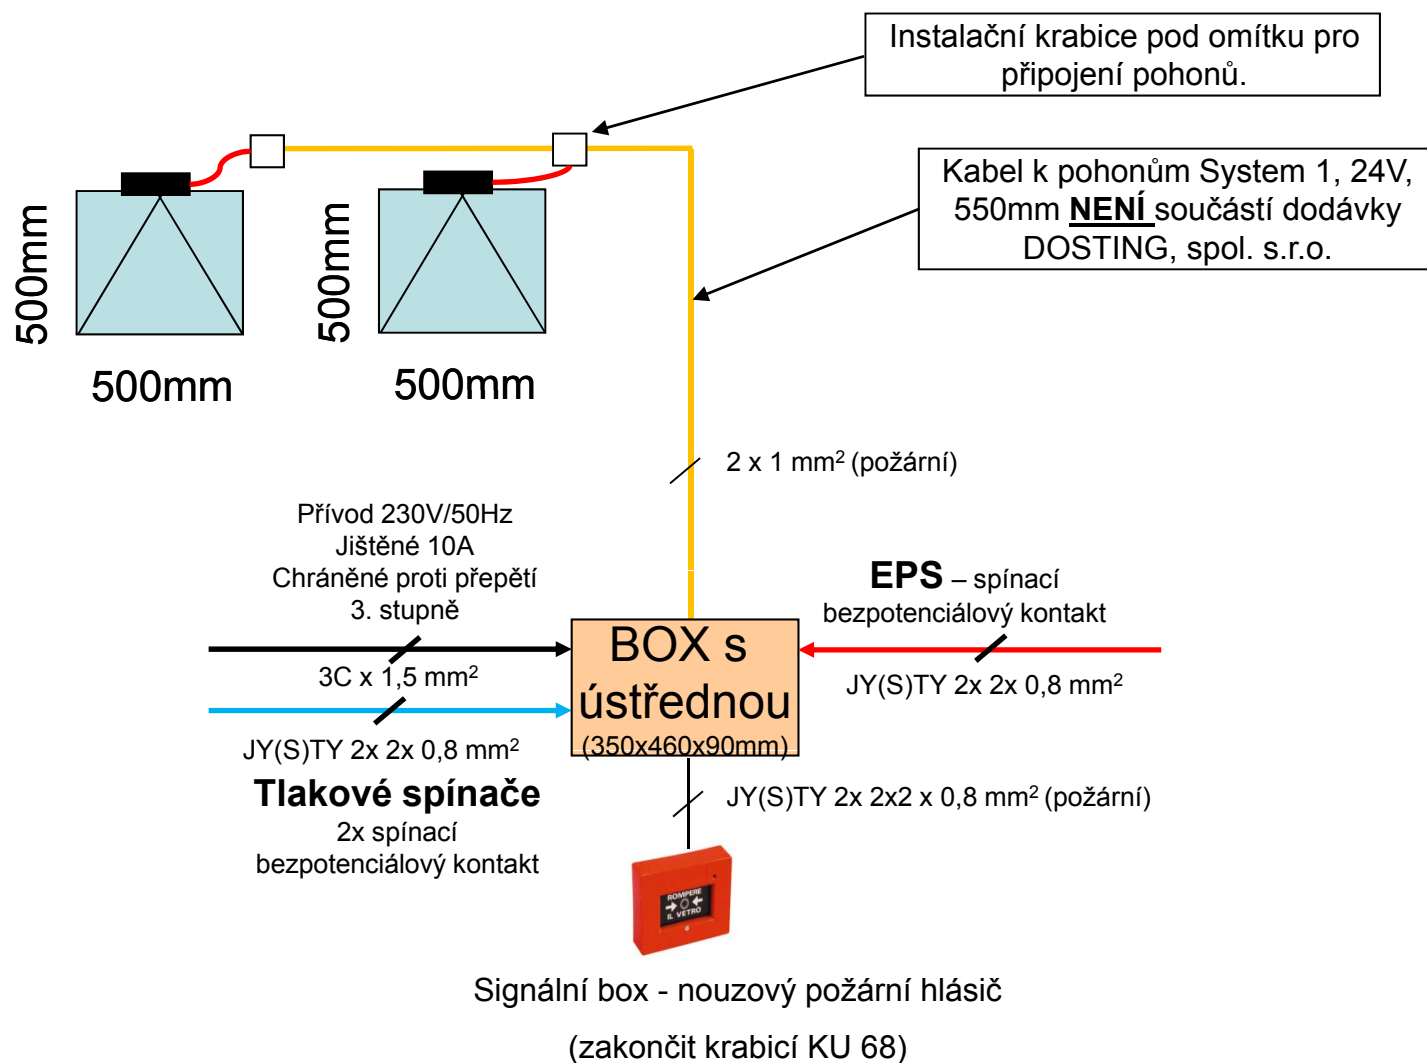 Instalační krabice pod omítku pro
připojení pohonů.
Kabel k pohonům System 1, 24V,
550mm NENÍ součástí dodávky
DOSTING, spol. s.r.o.
500mm
500mm
500mm
500mm
2 x 1 mm² (požární)
Přívod 230V/50Hz
Jištěné 10A
Chráněné proti přepětí
3. stupně
3C x 1,5 mm²
JY(S)TY 2x 2x 0,8 mm²
Tlakové spínače
2x spínací
bezpotenciálový kontakt
BOX s
ústřednou
(350x460x90mm)
EPS – spínací
bezpotenciálový kontakt
JY(S)TY 2x 2x 0,8 mm²
JY(S)TY 2x 2x2 x 0,8 mm² (požární)
ROMPERE
IL VETRO
Signální box - nouzový požární hlásič
(zakončit krabicí KU 68)